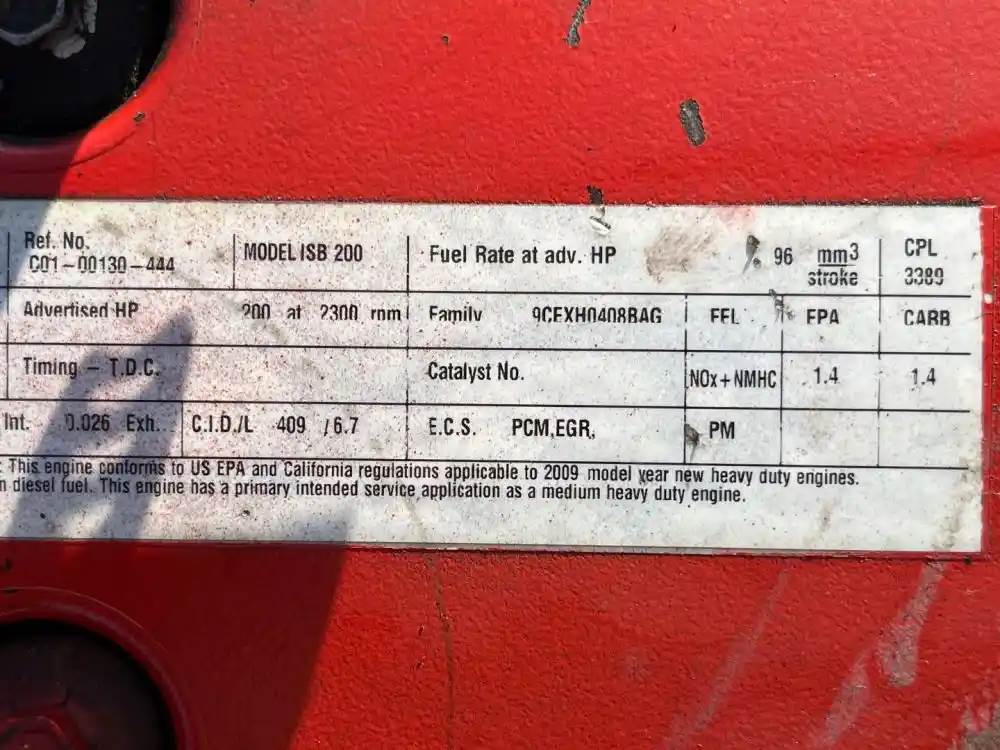 Ref. No. MODEL ISB 200 Fuel Rate at adv. HP 96 mm3 CPL
C01-00130-444 stroke 3389
Advertised HP 200 at 2300 rpm Family 9CEXH0408BAG FEL EPA CARB
Timing - T.D.C. Catalyst No. NOx+NMHC 1.4 1.4
Int. 0.026 Exh. C.I.D./L 409 /6.7 E.C.S. PCM,EGR, PM
: This engine conforms to US EPA and California regulations applicable to 2009 model year new heavy duty engines.
diesel fuel. This engine has a primary intended service application as a medium heavy duty engine.